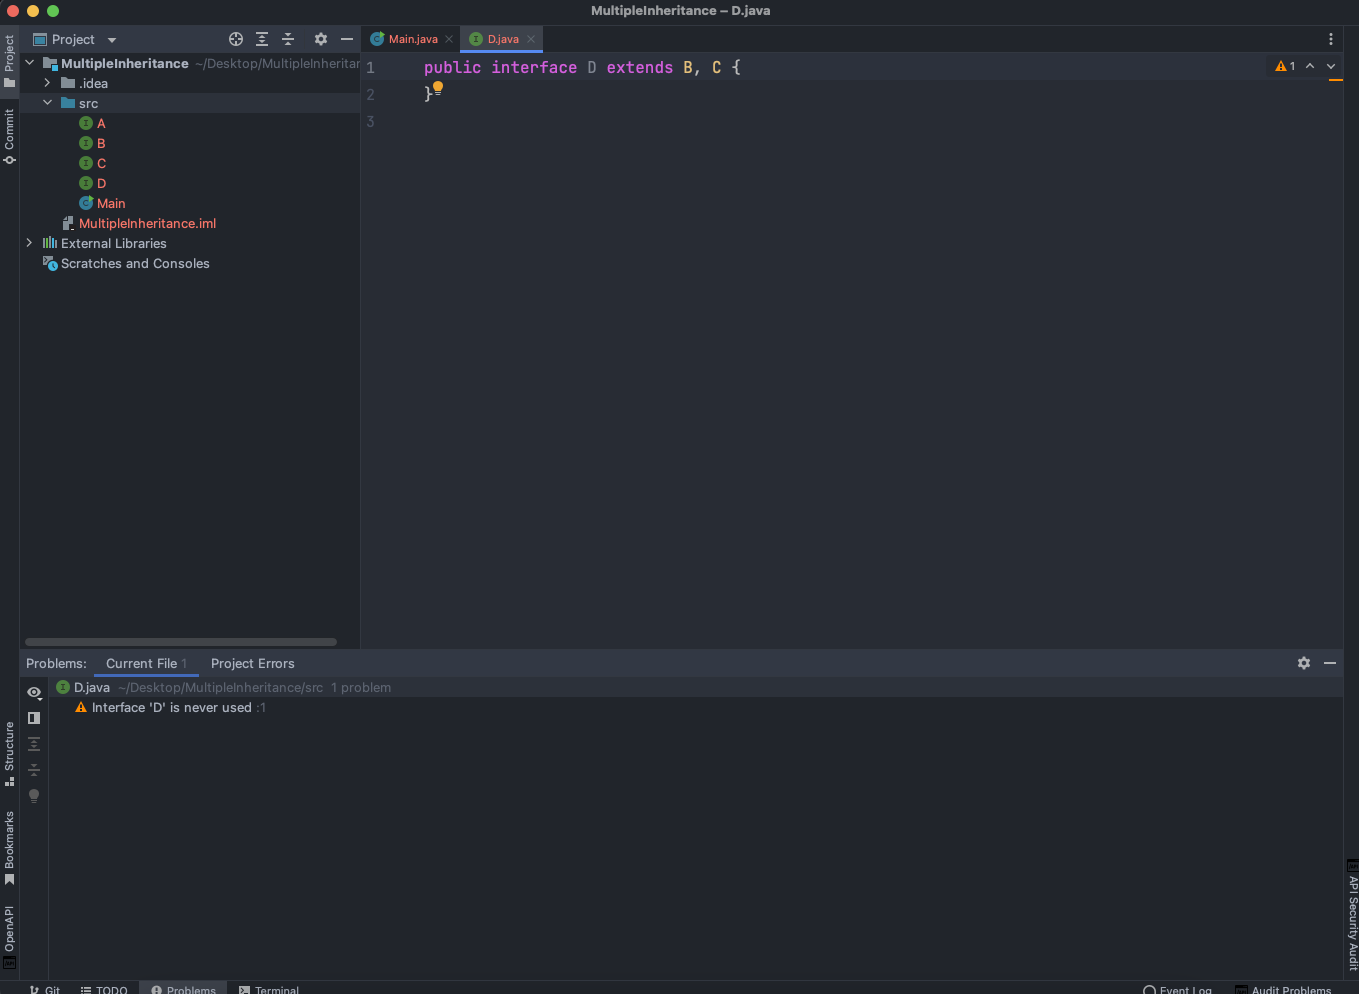 MultipleInheritance – D.java
Project
Project
Main.java
D.java
MultipleInheritance ~/Desktop/MultipleInheritar
.idea
src
A
B
C
D
Main
MultipleInheritance.iml
External Libraries
Scratches and Consoles
1 public interface D extends B, C {
2 }
3
1
Commit
Problems: Current File 1 Project Errors
D.java ~/Desktop/MultipleInheritance/src 1 problem
Interface 'D' is never used :1
Structure
Bookmarks
OpenAPI
API Security Audit
Git TODO Problems Terminal Event Log Audit Problems